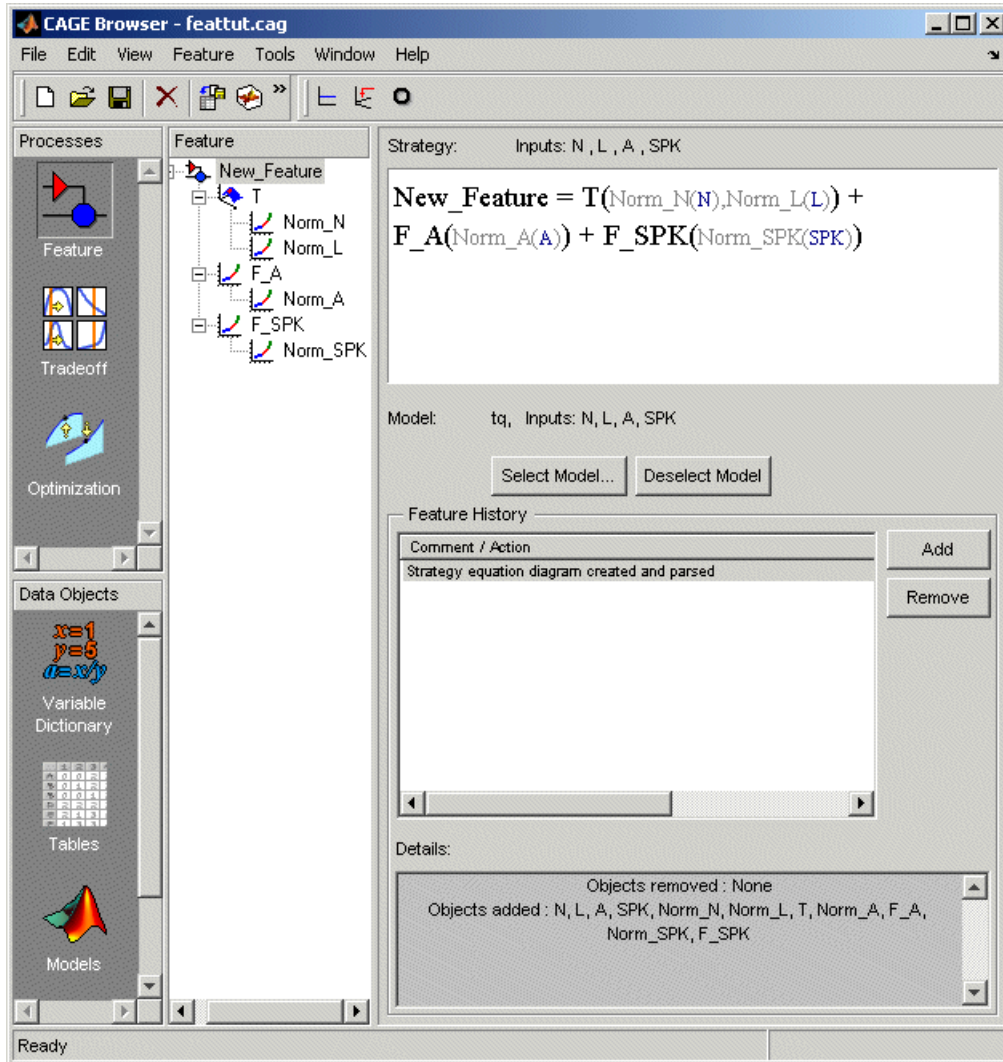 CAGE Browser - feattut.cag
File Edit View Feature Tools Window Help
Processes
Feature
Tradeoff
Optimization
Data Objects
x=1
y=5
a=x/y
Variable
Dictionary
Tables
Models
Feature
New_Feature
T
Norm_N
Norm_L
F_A
Norm_A
F_SPK
Norm_SPK
Strategy: Inputs: N , L , A , SPK
New_Feature = T(Norm_N(N),Norm_L(L)) +
F_A(Norm_A(A)) + F_SPK(Norm_SPK(SPK))
Model: tq, Inputs: N, L, A, SPK
Select Model... Deselect Model
Feature History
Comment / Action
Strategy equation diagram created and parsed
Add
Remove
Details:
Objects removed : None
Objects added : N, L, A, SPK, Norm_N, Norm_L, T, Norm_A, F_A,
Norm_SPK, F_SPK
Ready